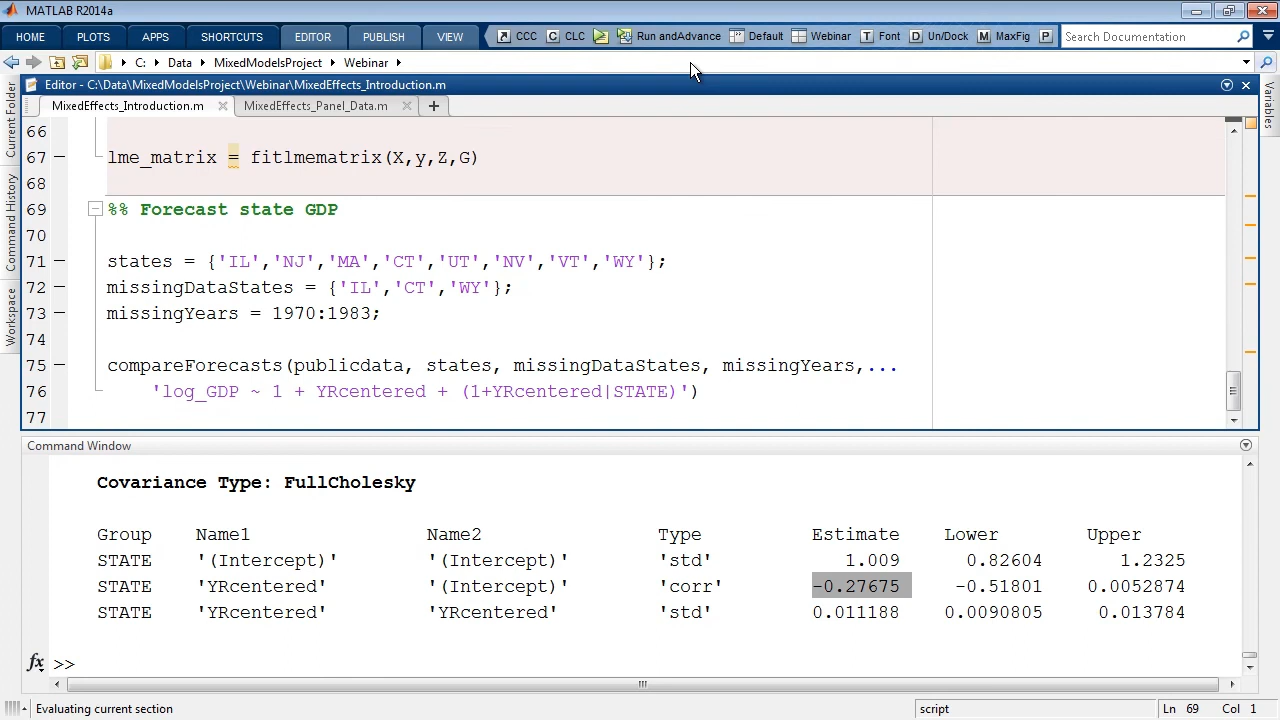 MATLAB R2014a
HOME PLOTS APPS SHORTCUTS EDITOR PUBLISH VIEW CCC CLC Run andAdvance Default Webinar Font Un/Dock MaxFig Search Documentation
C: Data MixedModelsProject Webinar
Editor - C:\Data\MixedModelsProject\Webinar\MixedEffects_Introduction.m
MixedEffects_Introduction.m MixedEffects_Panel_Data.m
Current Folder
Command History
Workspace
Variables
66
67 lme_matrix = fitlmematrix(X,y,Z,G)
68
69 %% Forecast state GDP
70
71 states = {'IL','NJ','MA','CT','UT','NV','VT','WY'};
72 missingDataStates = {'IL','CT','WY'};
73 missingYears = 1970:1983;
74
75 compareForecasts(publicdata, states, missingDataStates, missingYears,...
76 'log_GDP ~ 1 + YRcentered + (1+YRcentered|STATE)')
77
Command Window
Covariance Type: FullCholesky
Group Name1 Name2 Type Estimate Lower Upper
STATE '(Intercept)' '(Intercept)' 'std' 1.009 0.82604 1.2325
STATE 'YRcentered' '(Intercept)' 'corr' -0.27675 -0.51801 0.0052874
STATE 'YRcentered' 'YRcentered' 'std' 0.011188 0.0090805 0.013784
fx >>
Evaluating current section script Ln 69 Col 1